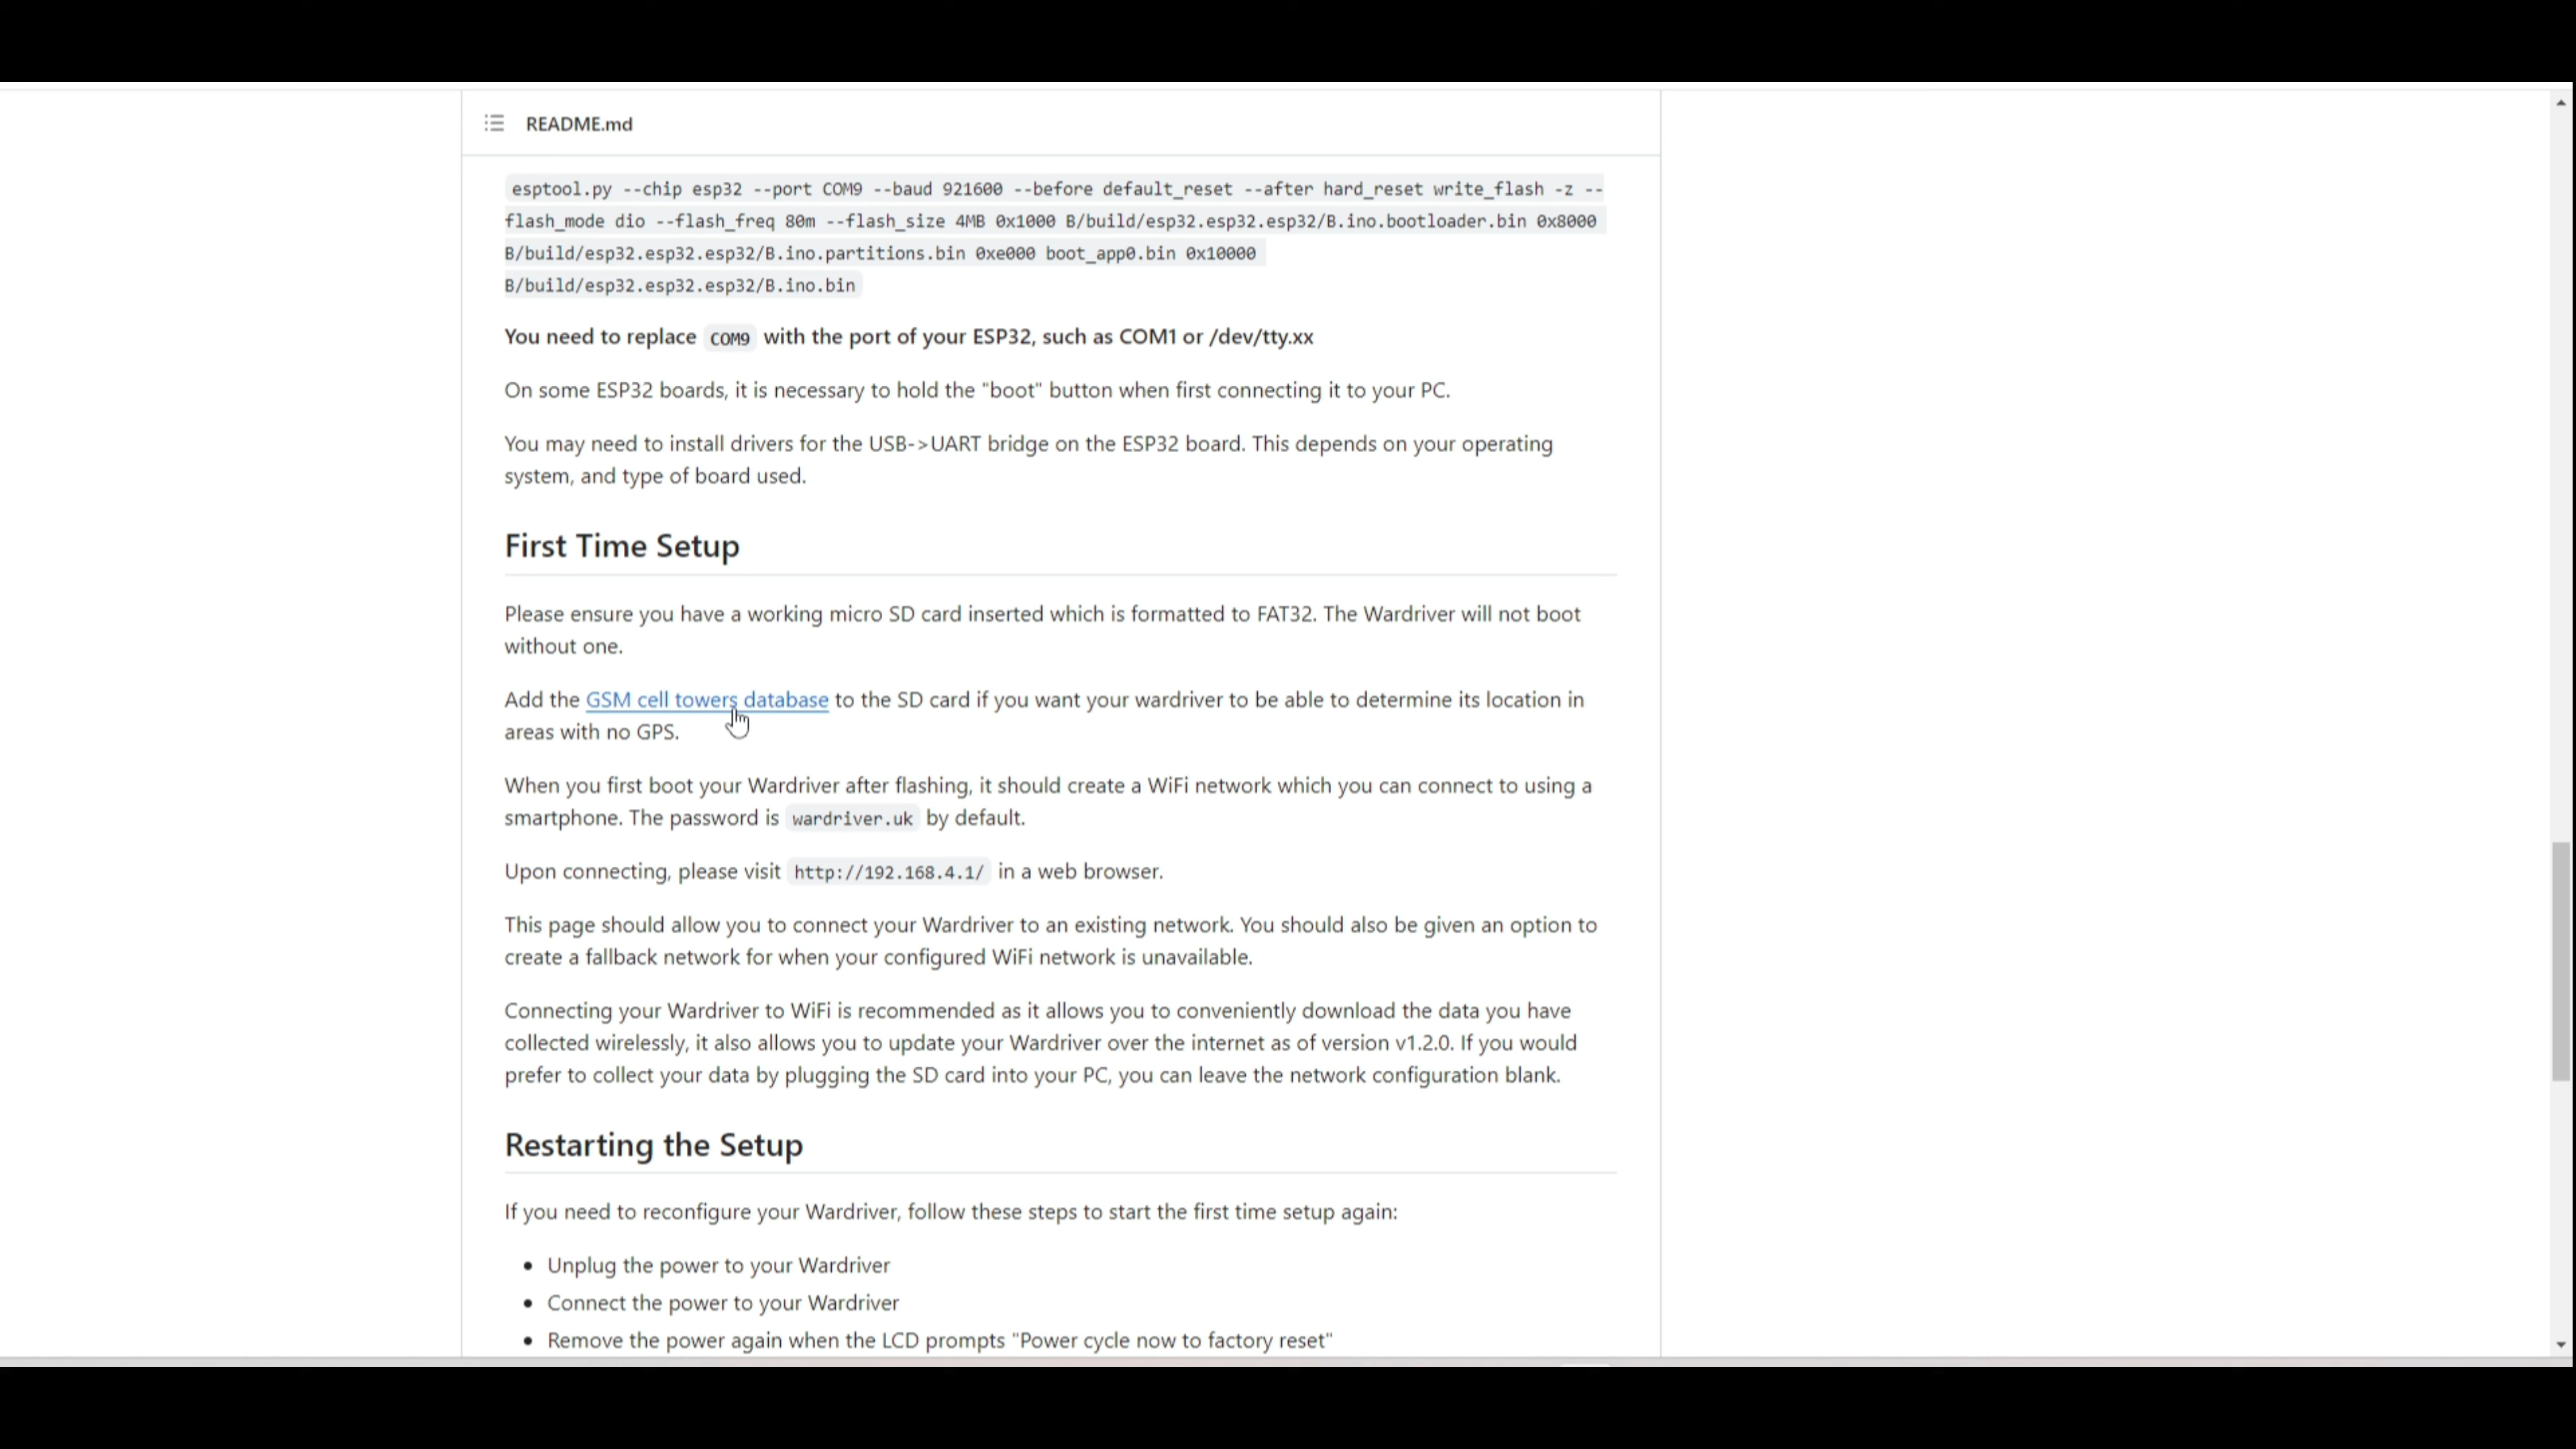 README.md
esptool.py --chip esp32 --port COM9 --baud 921600 --before default_reset --after hard_reset write_flash -z --
flash_mode dio --flash_freq 80m --flash_size 4MB 0x1000 B/build/esp32.esp32.esp32/B.ino.bootloader.bin 0x8000
B/build/esp32.esp32.esp32/B.ino.partitions.bin 0xe000 boot_app0.bin 0x10000
B/build/esp32.esp32.esp32/B.ino.bin
You need to replace COM9 with the port of your ESP32, such as COM1 or /dev/tty.xx
On some ESP32 boards, it is necessary to hold the "boot" button when first connecting it to your PC.
You may need to install drivers for the USB->UART bridge on the ESP32 board. This depends on your operating
system, and type of board used.
First Time Setup
Please ensure you have a working micro SD card inserted which is formatted to FAT32. The Wardriver will not boot
without one.
Add the GSM cell towers database to the SD card if you want your wardriver to be able to determine its location in
areas with no GPS.
When you first boot your Wardriver after flashing, it should create a WiFi network which you can connect to using a
smartphone. The password is wardriver.uk by default.
Upon connecting, please visit http://192.168.4.1/ in a web browser.
This page should allow you to connect your Wardriver to an existing network. You should also be given an option to
create a fallback network for when your configured WiFi network is unavailable.
Connecting your Wardriver to WiFi is recommended as it allows you to conveniently download the data you have
collected wirelessly, it also allows you to update your Wardriver over the internet as of version v1.2.0. If you would
prefer to collect your data by plugging the SD card into your PC, you can leave the network configuration blank.
Restarting the Setup
If you need to reconfigure your Wardriver, follow these steps to start the first time setup again:
• Unplug the power to your Wardriver
• Connect the power to your Wardriver
• Remove the power again when the LCD prompts "Power cycle now to factory reset"